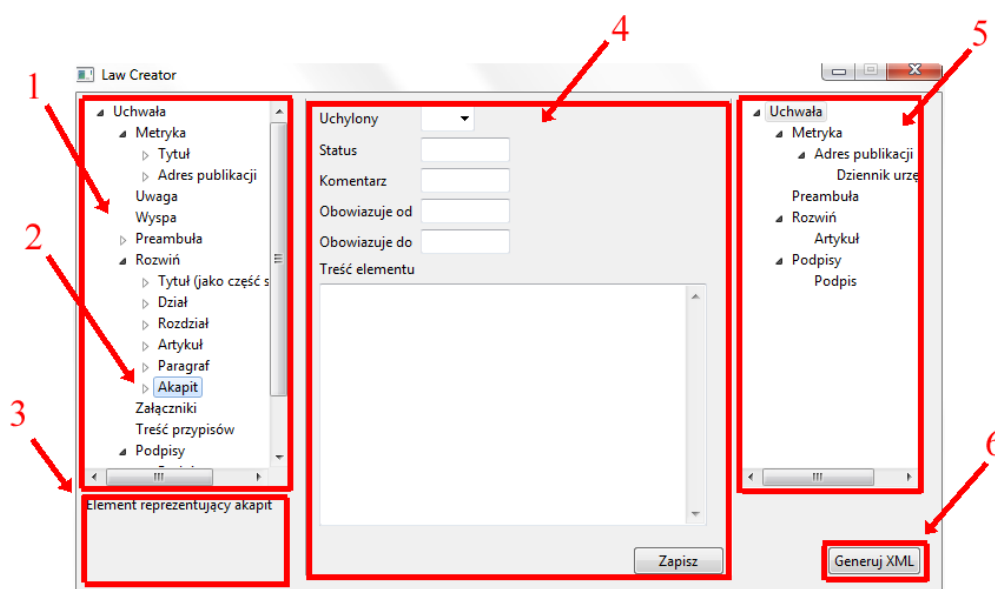 4
5
1
Law Creator
Uchwała
Metryka
Tytuł
Adres publikacji
Uwaga
Wyspa
2
Preambuła
Rozwiń
Tytuł (jako część s
Dział
Rozdział
Artykuł
Paragraf
Akapit
Załączniki
Treść przypisów
Podpisy
3
Element reprezentujący akapit
Uchylony
Status
Komentarz
Obowiazuje od
Obowiazuje do
Treść elementu
Zapisz
Uchwała
Metryka
Adres publikacji
Dziennik urzę
Preambuła
Rozwiń
Artykuł
Podpisy
Podpis
6
Generuj XML